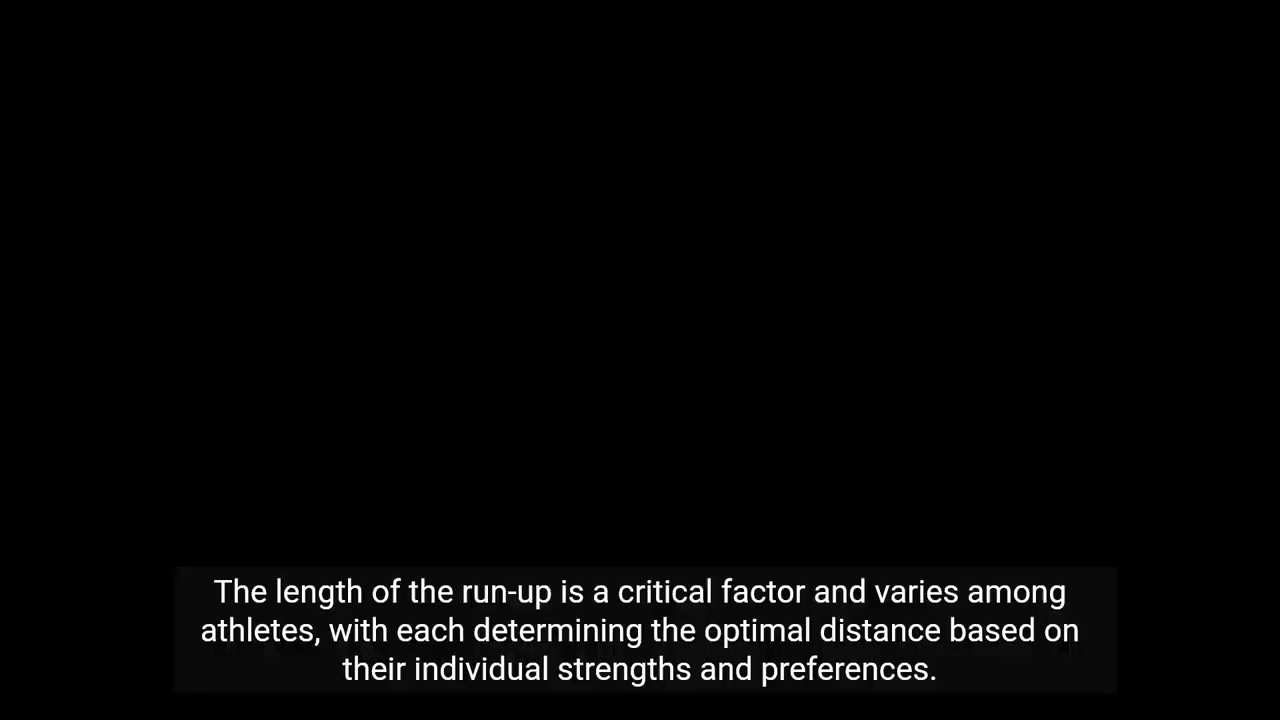 The length of the run-up is a critical factor and varies among
athletes, with each determining the optimal distance based on
their individual strengths and preferences.